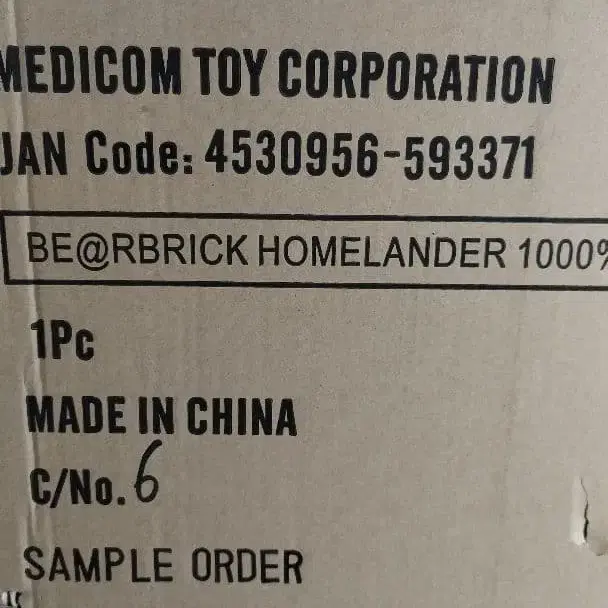 MEDICOM TOY CORPORATION
JAN Code: 4530956-593371
BE@RBRICK HOMELANDER 1000%
1Pc
MADE IN CHINA
C/No. 6
SAMPLE ORDER